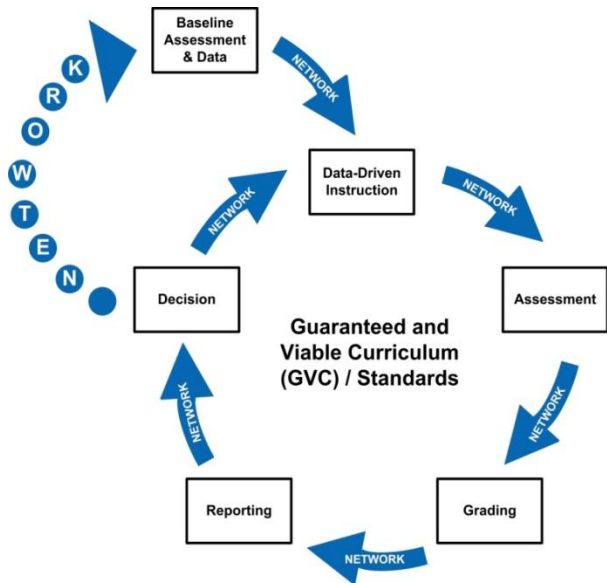 Baseline
Assessment
& Data
NETWORK
Data-Driven
Instruction
NETWORK
Assessment
NETWORK
Grading
NETWORK
Reporting
NETWORK
Decision
NETWORK
NETWORK
Guaranteed and
Viable Curriculum
(GVC) / Standards